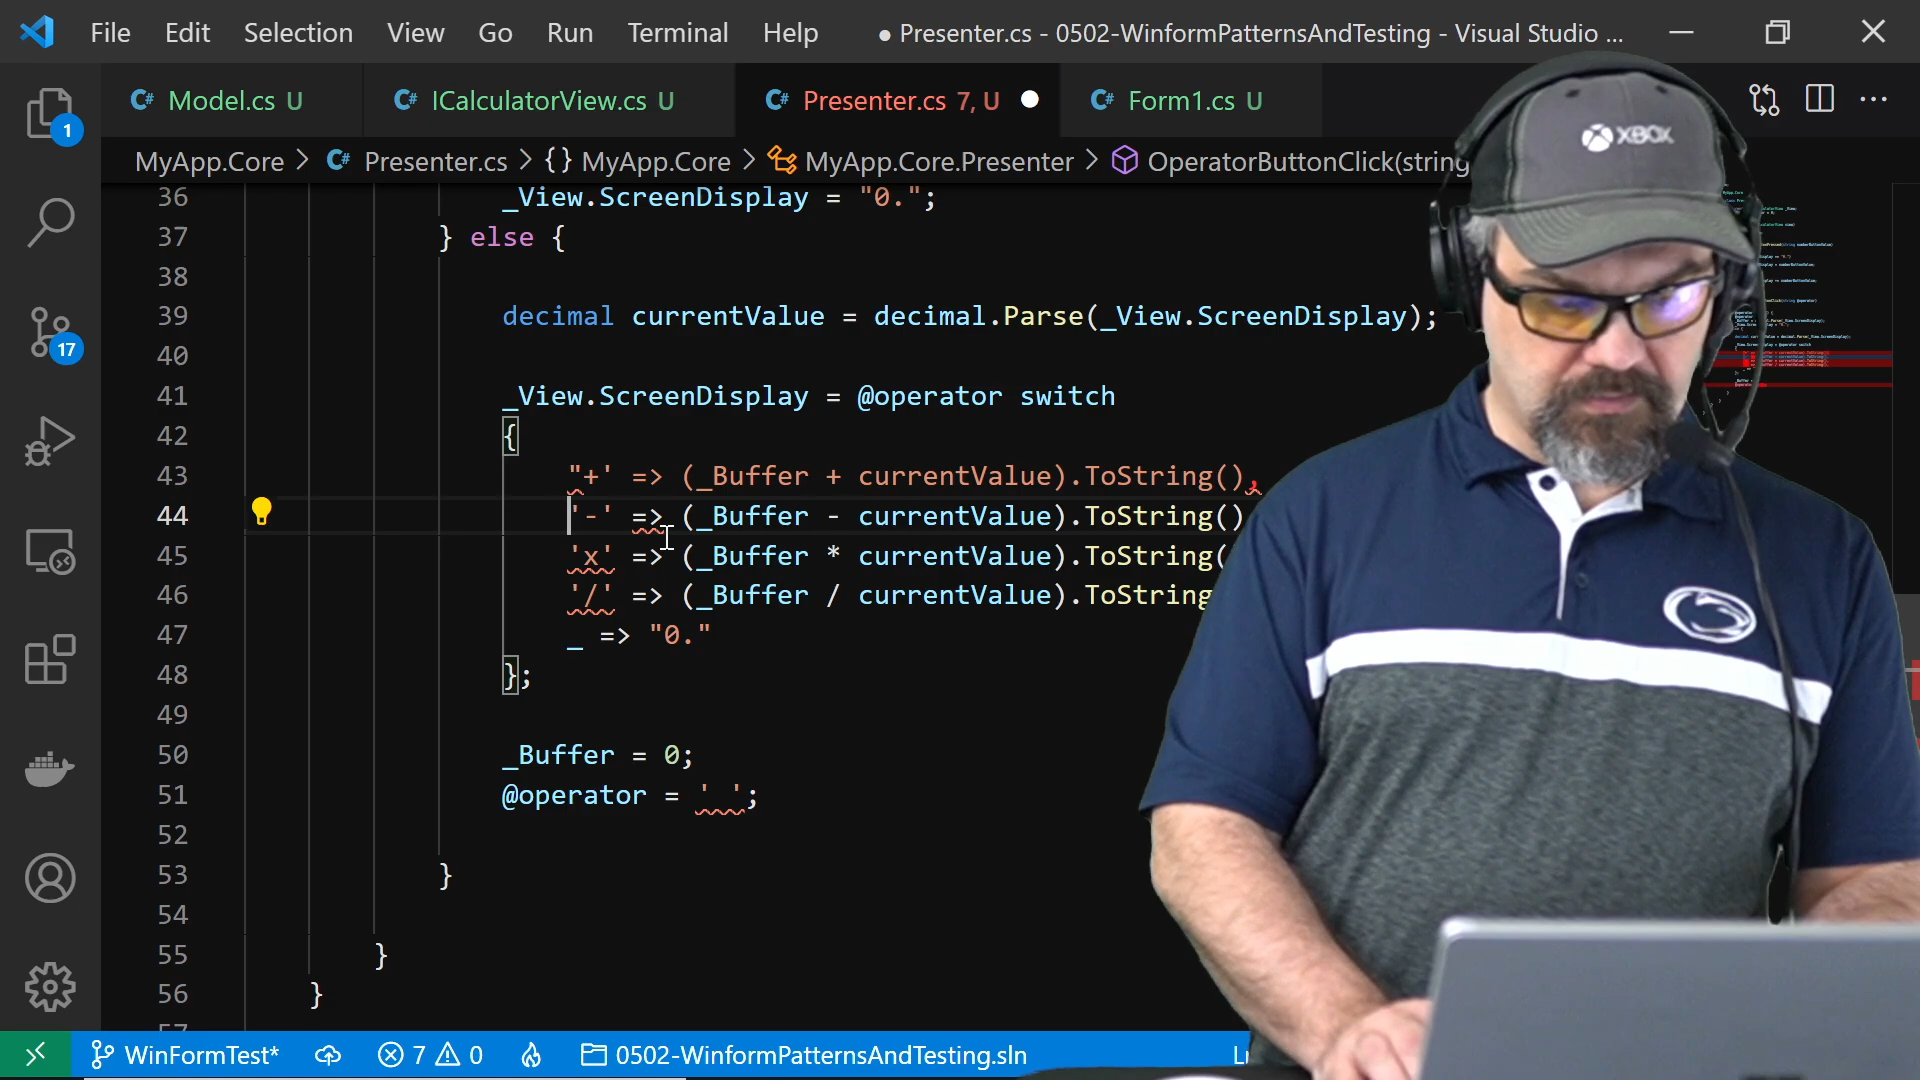 File Edit Selection View Go Run Terminal Help ● Presenter.cs - 0502-WinformPatternsAndTesting - Visual Studio ...
C# Model.cs U C# ICalculatorView.cs U C# Presenter.cs 7, U C# Form1.cs U
MyApp.Core > C# Presenter.cs > {} MyApp.Core > MyApp.Core.Presenter > OperatorButtonClick(string
1
17
XBOX
36 _View.ScreenDisplay = "0.";
37 } else {
38
39 decimal currentValue = decimal.Parse(_View.ScreenDisplay);
40
41 _View.ScreenDisplay = @operator switch
42 {
43 "+' => (_Buffer + currentValue).ToString(),
44 '-' => (_Buffer - currentValue).ToString()
45 'x' => (_Buffer * currentValue).ToString(
46 '/' => (_Buffer / currentValue).ToString
47 _ => "0."
48 };
49
50 _Buffer = 0;
51 @operator = ' ';
52
53 }
54
55 }
56 }
WinFormTest* 7 0 0502-WinformPatternsAndTesting.sln